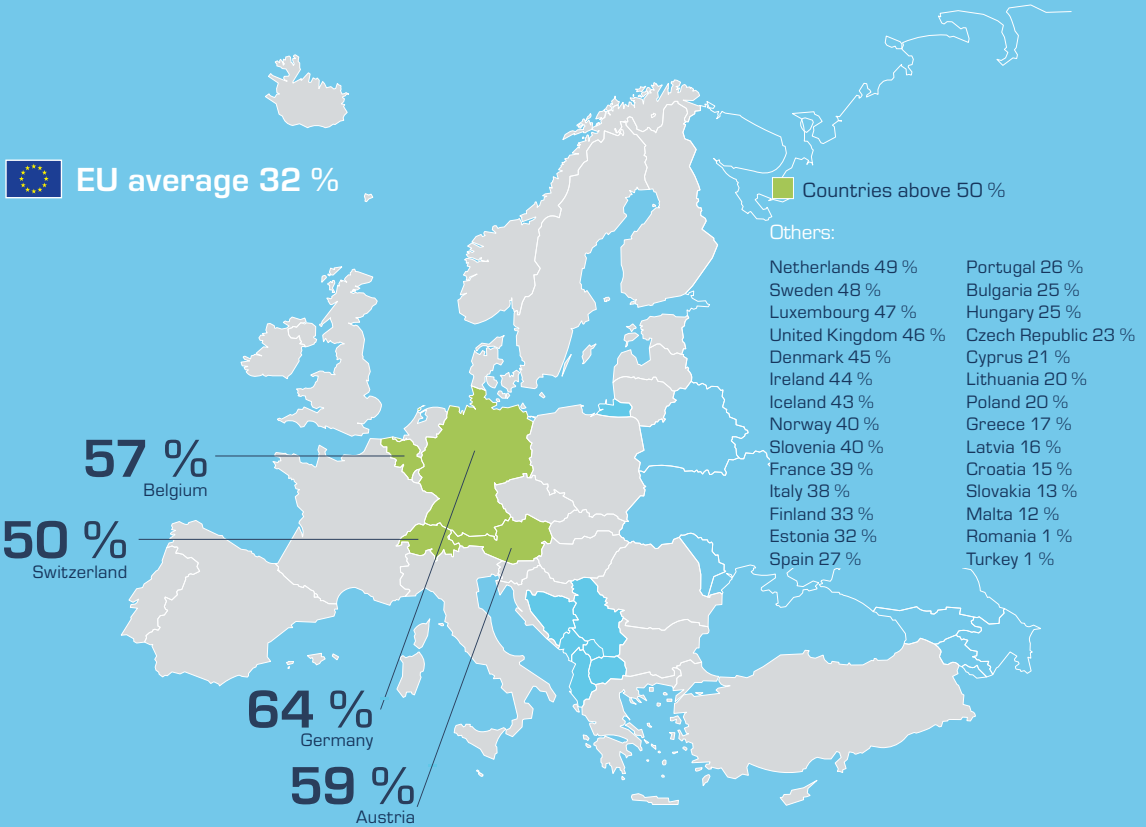 EU average 32 %
Countries above 50 %
Others:
Netherlands 49 %
Sweden 48 %
Luxembourg 47 %
United Kingdom 46 %
Denmark 45 %
Ireland 44 %
Iceland 43 %
Norway 40 %
Slovenia 40 %
France 39 %
Italy 38 %
Finland 33 %
Estonia 32 %
Spain 27 %
Portugal 26 %
Bulgaria 25 %
Hungary 25 %
Czech Republic 23 %
Cyprus 21 %
Lithuania 20 %
Poland 20 %
Greece 17 %
Latvia 16 %
Croatia 15 %
Slovakia 13 %
Malta 12 %
Romania 1 %
Turkey 1 %
57 %
Belgium
50 %
Switzerland
64 %
Germany
59 %
Austria